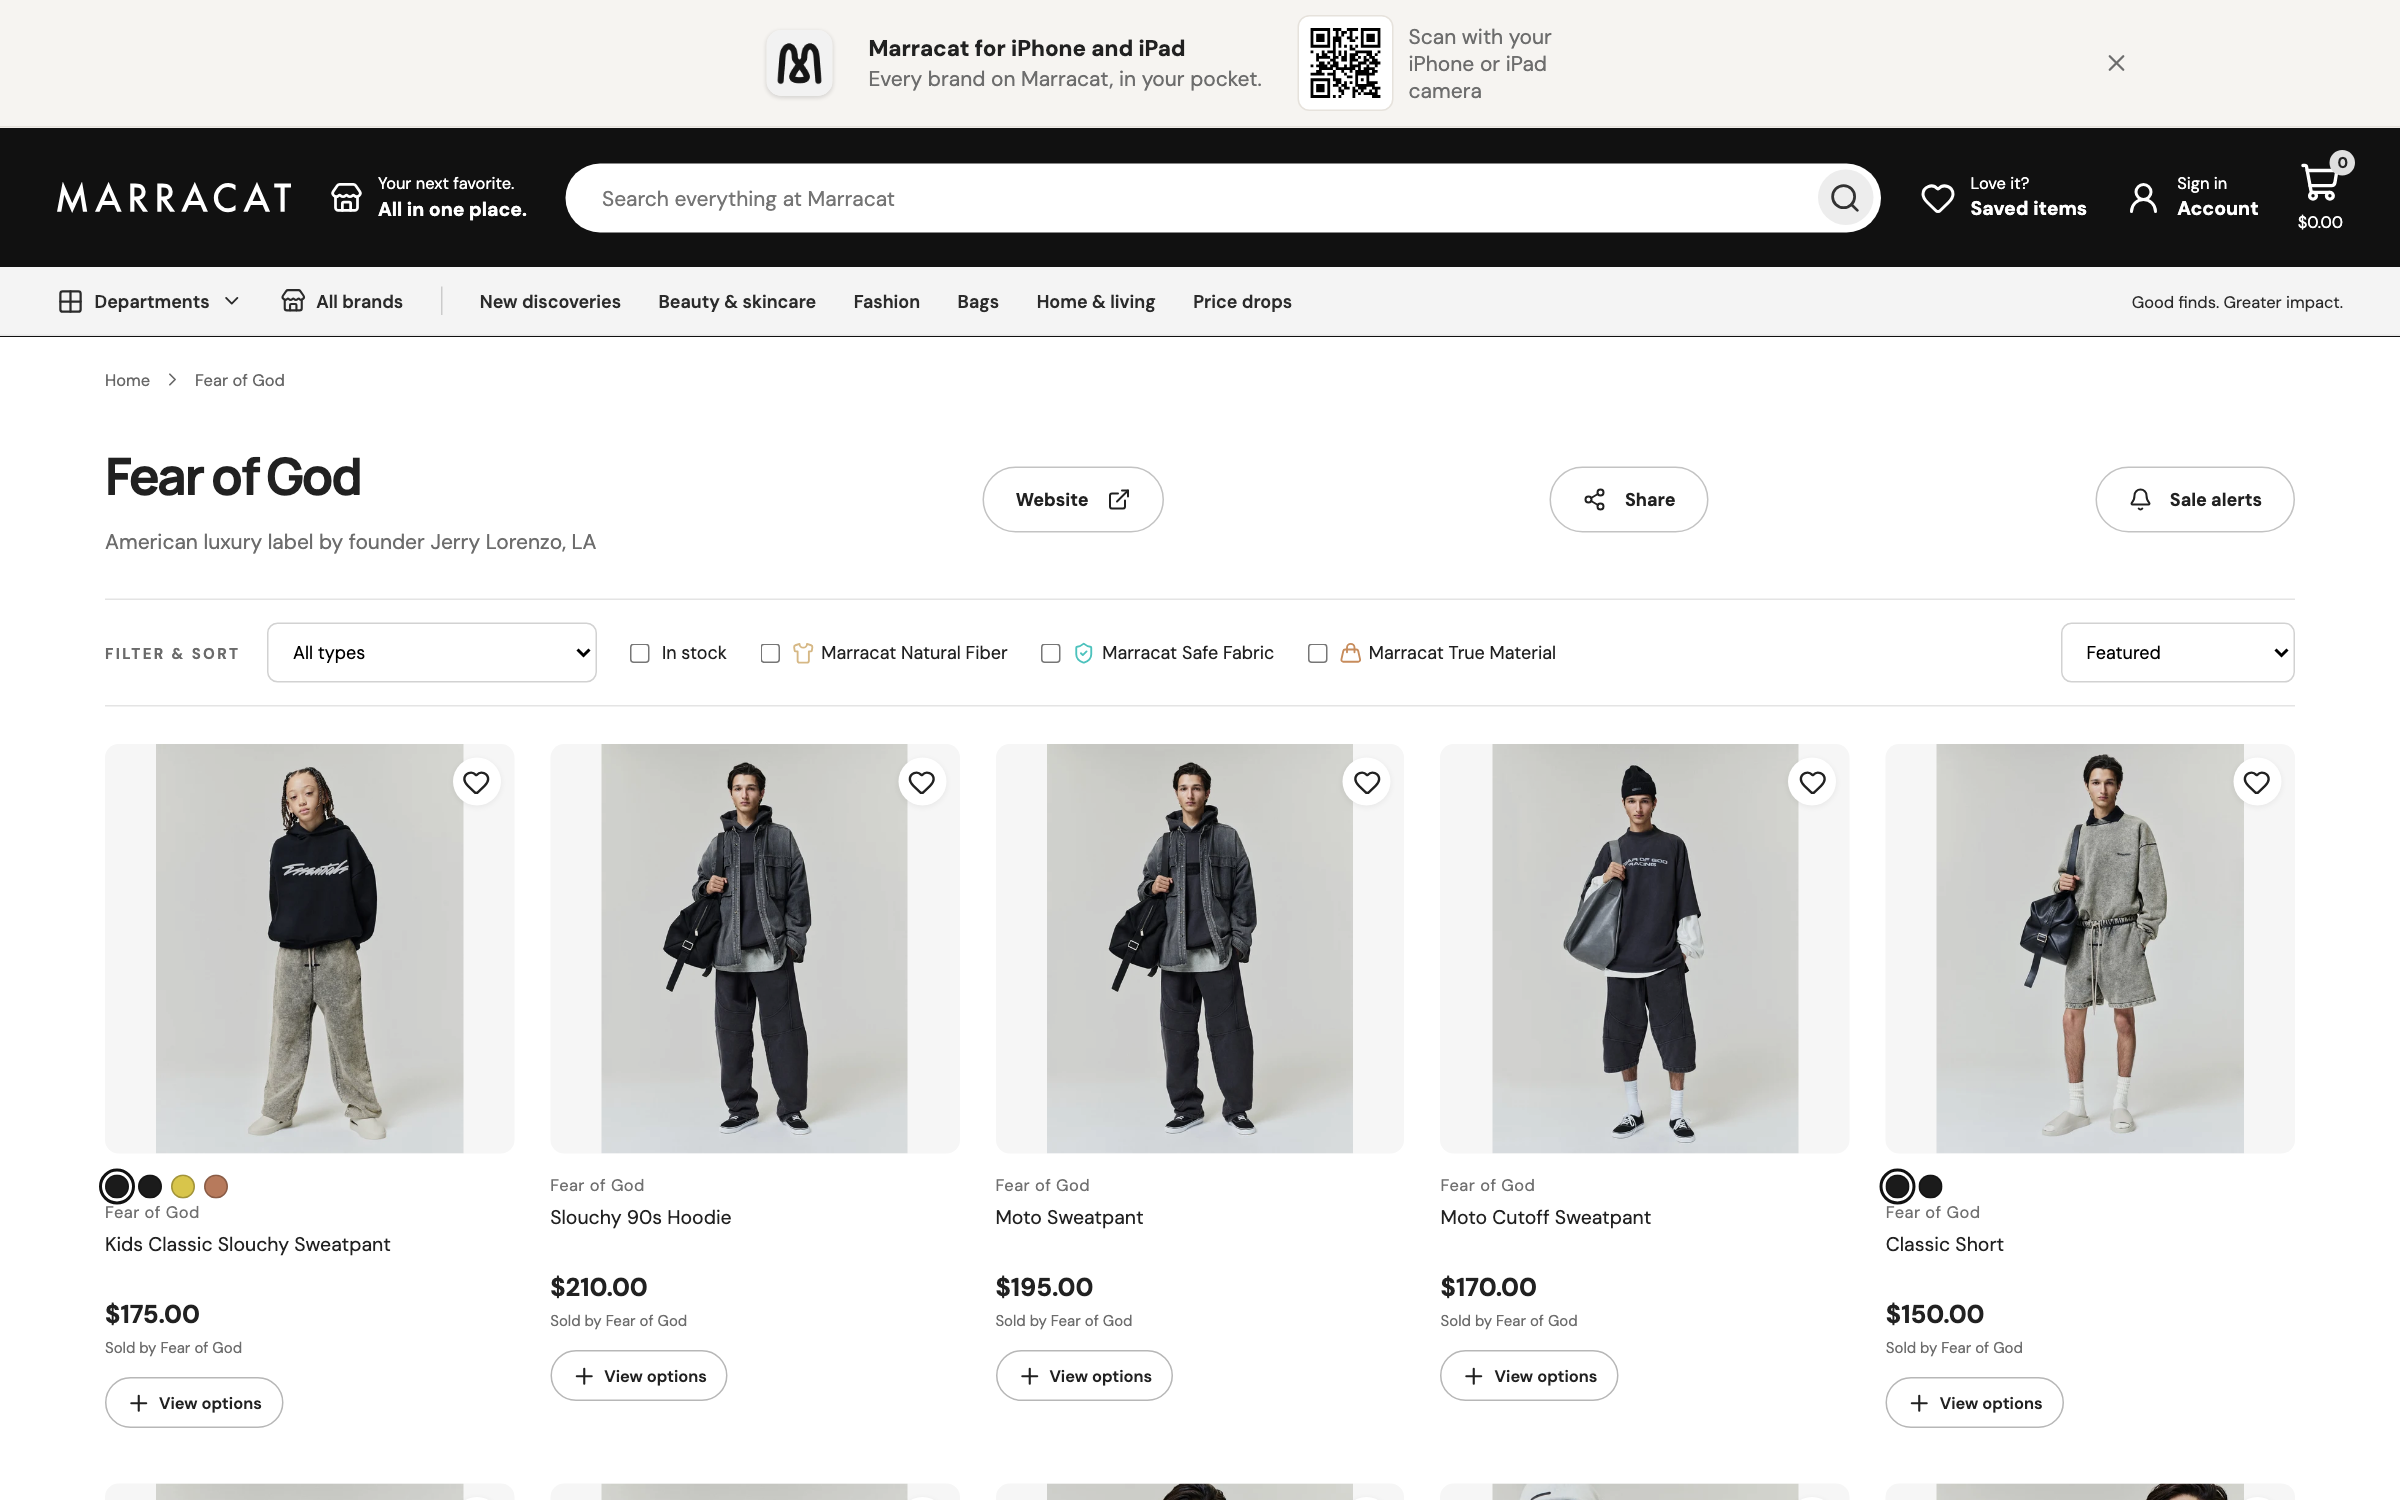 Marracat for iPhone and iPad
Every brand on Marracat, in your pocket.
Scan with your
iPhone or iPad
camera
MARRACAT
Your next favorite.
All in one place.
Search everything at Marracat
Love it?
Saved items
Sign in
Account
0
$0.00
Departments
All brands
New discoveries
Beauty & skincare
Fashion
Bags
Home & living
Price drops
Good finds. Greater impact.
Home
Fear of God
Fear of God
American luxury label by founder Jerry Lorenzo, LA
Website
Share
Sale alerts
FILTER & SORT
All types
In stock
Marracat Natural Fiber
Marracat Safe Fabric
Marracat True Material
Featured
Essentials
Fear of God
Kids Classic Slouchy Sweatpant
$175.00
Sold by Fear of God
View options
Fear of God
Slouchy 90s Hoodie
$210.00
Sold by Fear of God
View options
Fear of God
Moto Sweatpant
$195.00
Sold by Fear of God
View options
RACING
Fear of God
Moto Cutoff Sweatpant
$170.00
Sold by Fear of God
View options
Fear of God
Classic Short
$150.00
Sold by Fear of God
View options